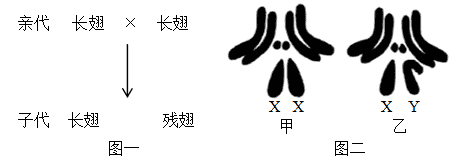 亲代 长翅 × 长翅
子代 长翅 残翅
图一
X X X Y
甲 乙
图二